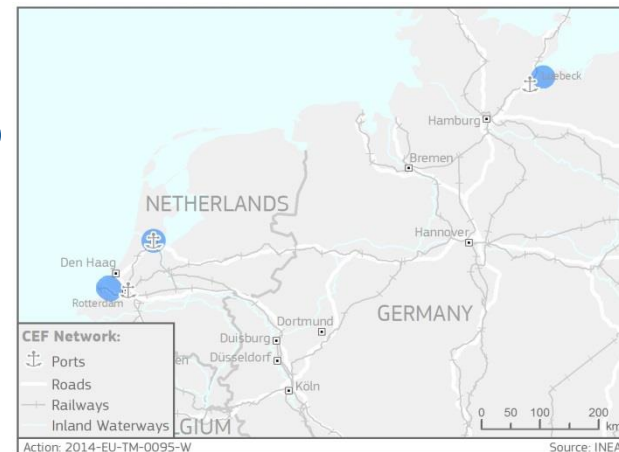 Hamburg
Bremen
NETHERLANDS
Hannover
Den Haag
Rotterdam
GERMANY
Dortmund
Duisburg
Düsseldorf
Köln
CEF Network:
Ports
Roads
Railways
Inland Waterways
0 50 100 200
km
Action: 2014-EU-TM-0095-W
Source: INEA